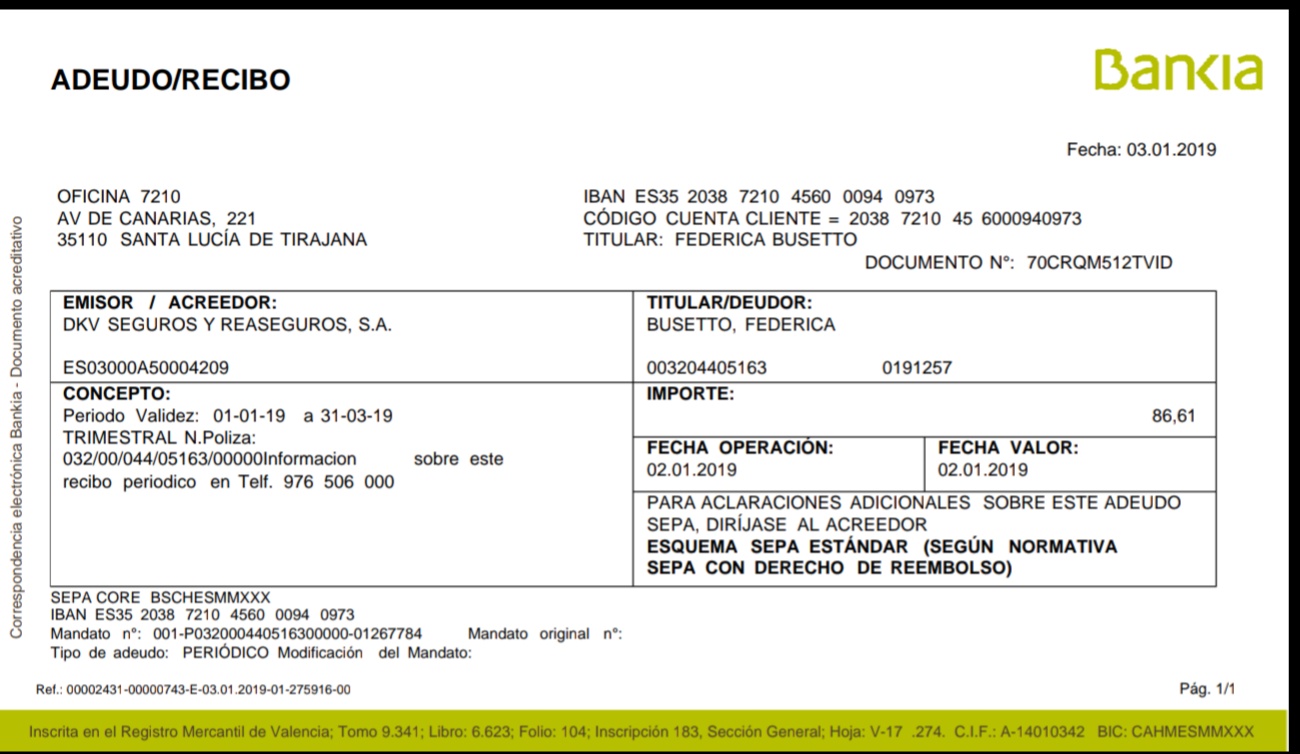 ADEUDO/RECIBO
Bankia
Fecha: 03.01.2019
OFICINA 7210
AV DE CANARIAS, 221
35110 SANTA LUCÍA DE TIRAJANA
IBAN ES35 2038 7210 4560 0094 0973
CÓDIGO CUENTA CLIENTE = 2038 7210 45 6000940973
TITULAR: FEDERICA BUSETTO
DOCUMENTO Nº: 70CRQM512TVID
Correspondencia electrónica Bankia - Documento acreditativo
EMISOR / ACREEDOR:
DKV SEGUROS Y REASEGUROS, S.A.
ES03000A50004209
TITULAR/DEUDOR:
BUSETTO, FEDERICA
003204405163 0191257
CONCEPTO:
Periodo Validez: 01-01-19 a 31-03-19
TRIMESTRAL N.Poliza:
032/00/044/05163/00000Informacion sobre este
recibo periodico en Telf. 976 506 000
IMPORTE:
86,61
FECHA OPERACIÓN:
02.01.2019
FECHA VALOR:
02.01.2019
PARA ACLARACIONES ADICIONALES SOBRE ESTE ADEUDO
SEPA, DIRÍJASE AL ACREEDOR
ESQUEMA SEPA ESTÁNDAR (SEGÚN NORMATIVA
SEPA CON DERECHO DE REEMBOLSO)
SEPA CORE BSCHESMMXXX
IBAN ES35 2038 7210 4560 0094 0973
Mandato nº: 001-P032000440516300000-01267784 Mandato original nº:
Tipo de adeudo: PERIÓDICO Modificación del Mandato:
Ref.: 00002431-00000743-E-03.01.2019-01-275916-00
Pág. 1/1
Inscrita en el Registro Mercantil de Valencia; Tomo 9.341; Libro: 6.623; Folio: 104; Inscripción 183, Sección General; Hoja: V-17 .274. C.I.F.: A-14010342 BIC: CAHMESMMXXX